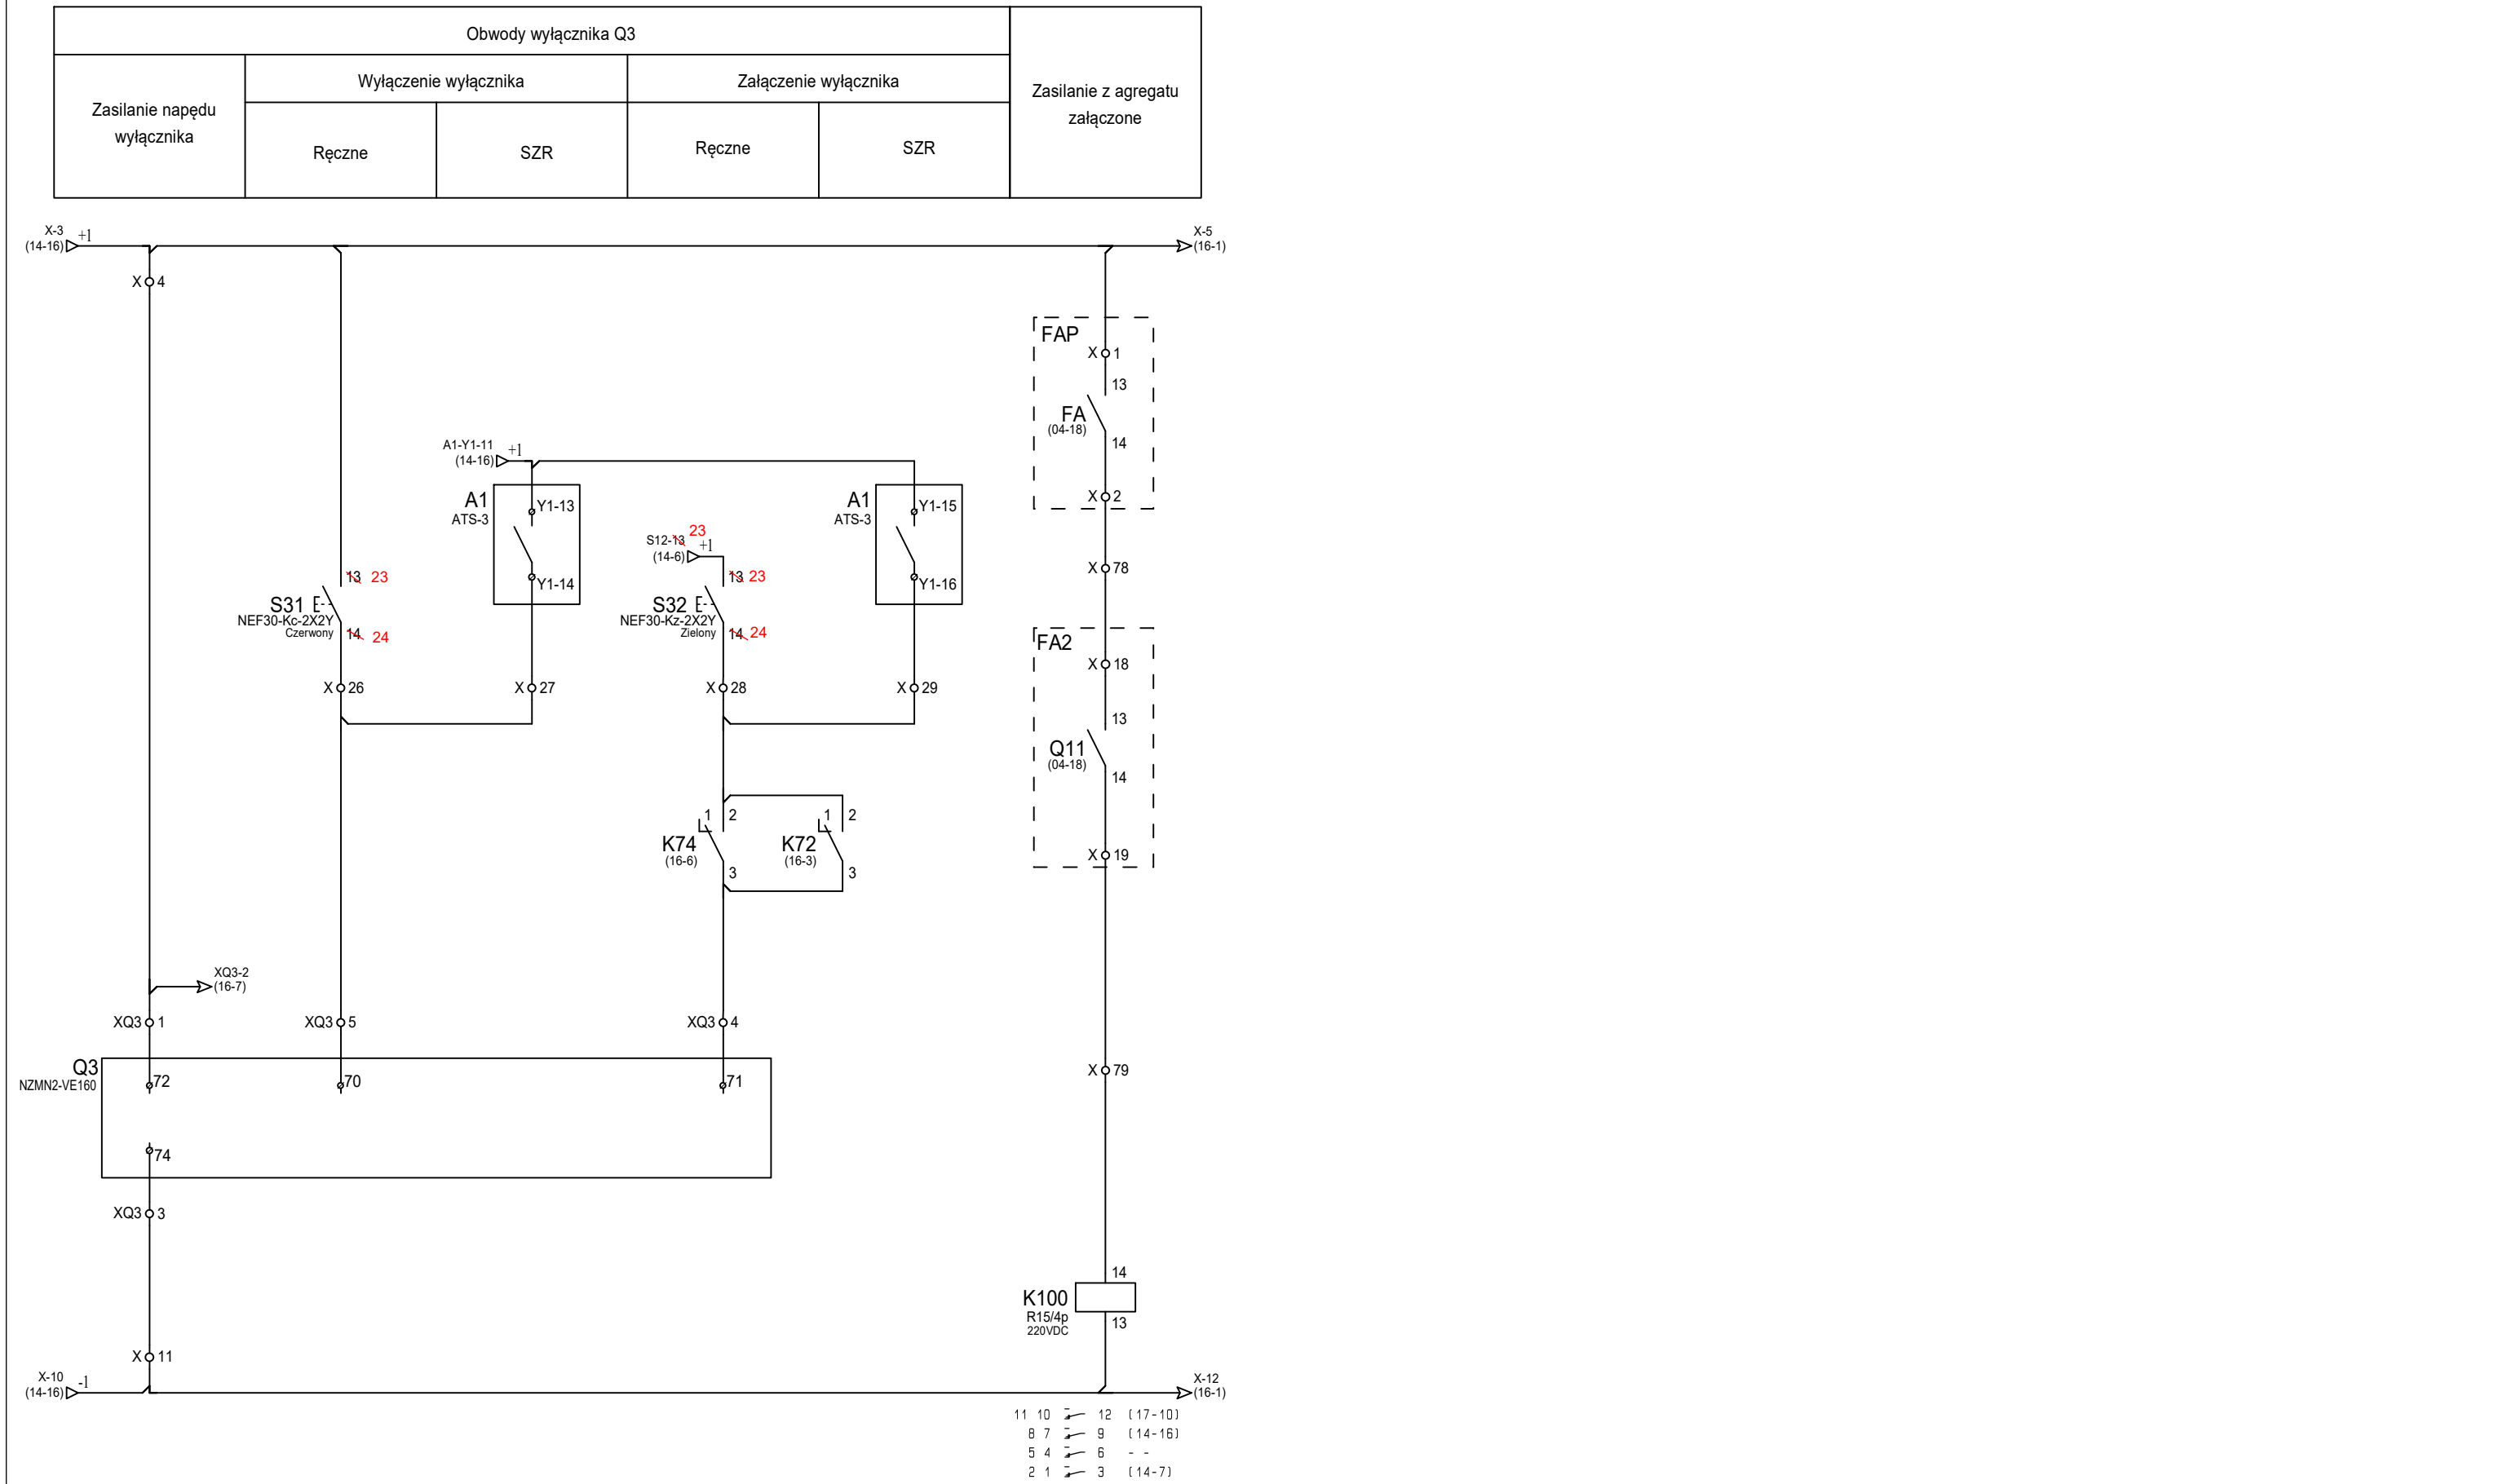 Obwody wyłącznika Q3
Wyłączenie wyłącznika
Załączenie wyłącznika
Zasilanie z agregatu
załączone
Zasilanie napędu
wyłącznika
Ręczne
SZR
Ręczne
SZR
X-3
(14-16)
+1
X-5
(16-1)
X 4
FAP
X 1
13
FA
(04-18)
14
X 2
A1-Y1-11
(14-16)
+1
A1
ATS-3
Y1-13
Y1-14
A1
ATS-3
Y1-15
Y1-16
23
S12-13
(14-6)
+1
13 23
S31
NEF30-Kc-2X2Y
Czerwony
14 24
13 23
S32
NEF30-Kz-2X2Y
Zielony
14 24
X 78
FA2
X 18
13
Q11
(04-18)
14
X 19
X 26
X 27
X 28
X 29
1 2
K74
(16-6)
3
1 2
K72
(16-3)
3
XQ3-2
(16-7)
XQ3 1
XQ3 5
XQ3 4
Q3
NZMN2-VE160
72
70
71
74
X 79
XQ3 3
14
K100
R15/4p
220VDC
13
X 11
X-10
(14-16)
-1
X-12
(16-1)
11 10 12 (17-10)
8 7 9 (14-16)
5 4 6 - -
2 1 3 (14-7)